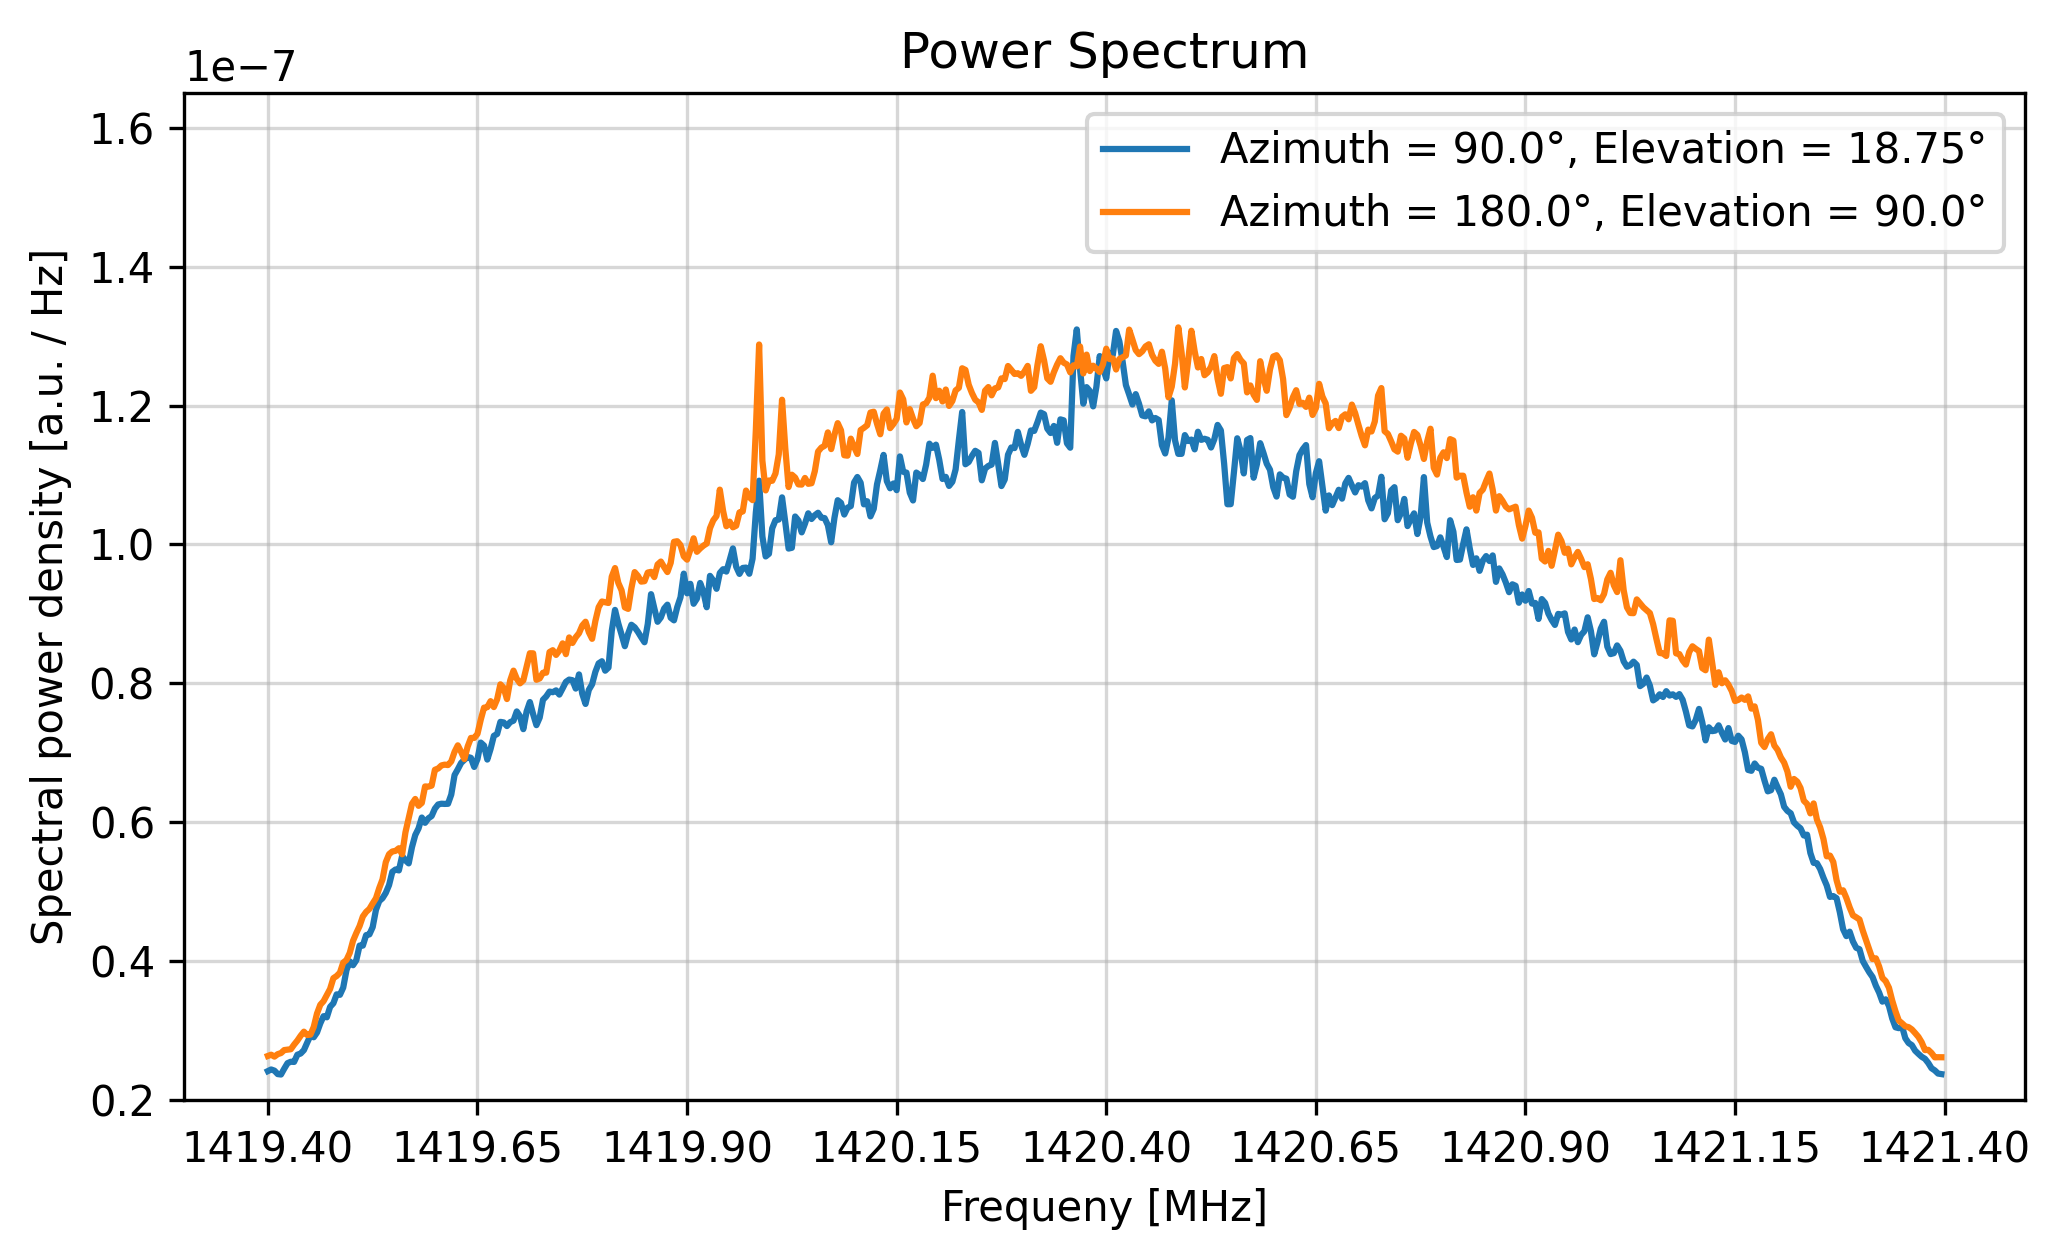 Power Spectrum
1e−7
Azimuth = 90.0°, Elevation = 18.75°
Azimuth = 180.0°, Elevation = 90.0°
1.6
1.4
1.2
1.0
0.8
0.6
0.4
0.2
Spectral power density [a.u. / Hz]
1419.40 1419.65 1419.90 1420.15 1420.40 1420.65 1420.90 1421.15 1421.40
Frequeny [MHz]